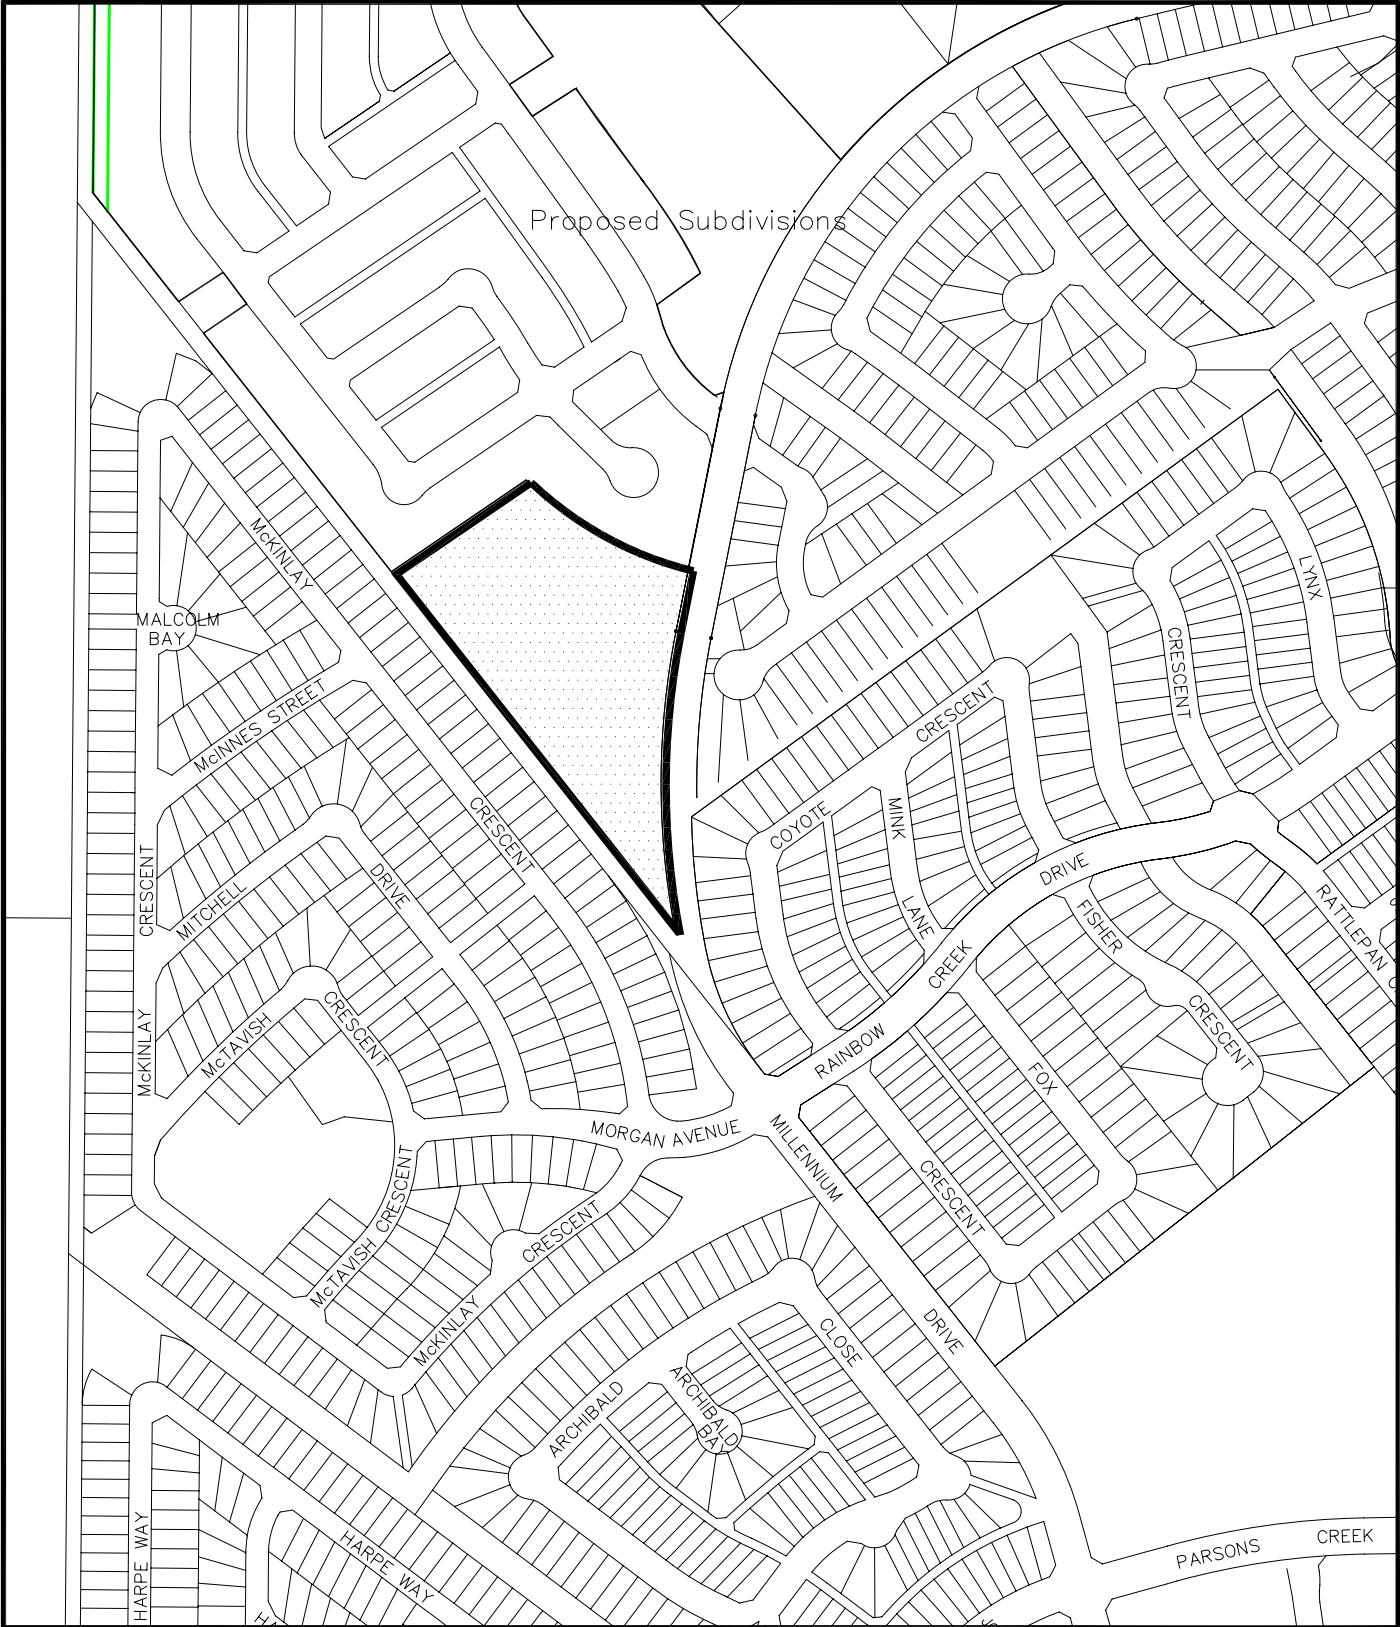 Proposed Subdivisions
McKINLAY
LYNX
MALCOLM
BAY
CRESCENT
McINNES STREET
CRESCENT
COYOTE
MINK
CRESCENT
CRESCENT
DRIVE
DRIVE
MITCHELL
LANE
FISHER
RATTLEPAN
CREEK
McKINLAY
McTAVISH
CRESCENT
RAINBOW
CRESCENT
FOX
MORGAN AVENUE
MILLENNIUM
McTAVISH CRESCENT
CRESCENT
CRESCENT
McKINLAY
DRIVE
CLOSE
ARCHIBALD
ARCHIBALD
BAY
HARPE WAY
HARPE WAY
PARSONS
CREEK